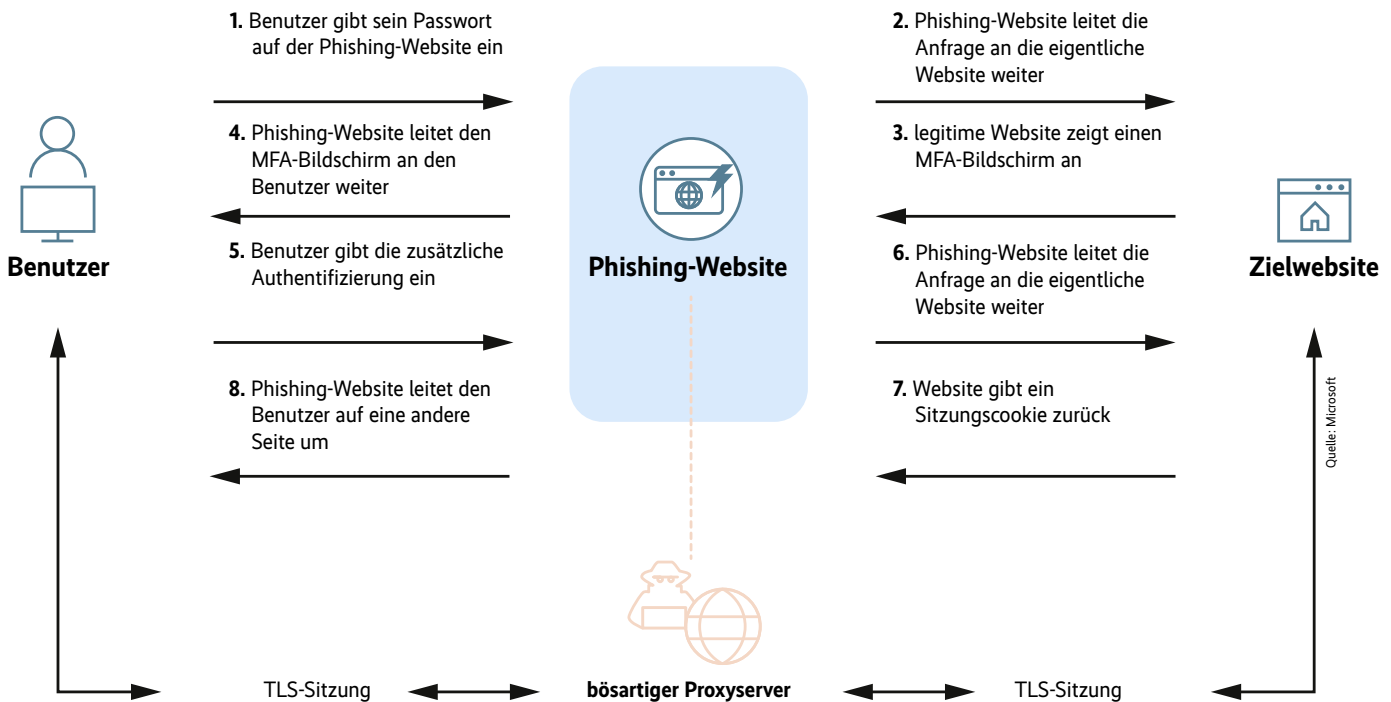 1. Benutzer gibt sein Passwort
auf der Phishing-Website ein
2. Phishing-Website leitet die
Anfrage an die eigentliche
Website weiter
4. Phishing-Website leitet den
MFA-Bildschirm an den
Benutzer weiter
3. legitime Website zeigt einen
MFA-Bildschirm an
Benutzer
5. Benutzer gibt die zusätzliche
Authentifizierung ein
Phishing-Website
6. Phishing-Website leitet die
Anfrage an die eigentliche
Website weiter
Zielwebsite
8. Phishing-Website leitet den
Benutzer auf eine andere
Seite um
7. Website gibt ein
Sitzungscookie zurück
Quelle: Microsoft
TLS-Sitzung
bösartiger Proxyserver
TLS-Sitzung